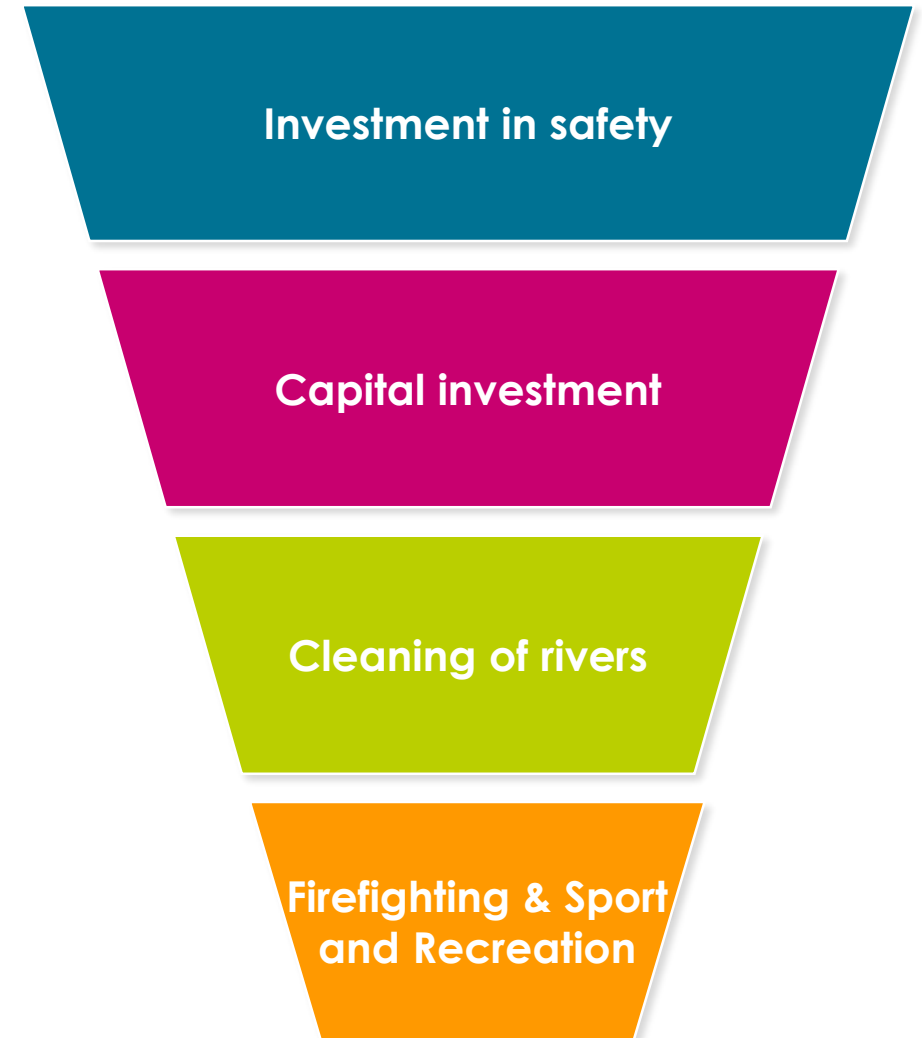 Investment in safety
Capital investment
Cleaning of rivers
Firefighting & Sport
and Recreation